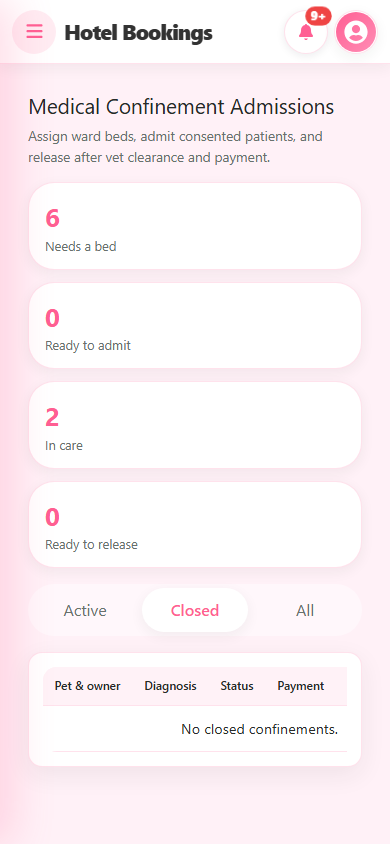 Hotel Bookings
9+
Medical Confinement Admissions
Assign ward beds, admit consented patients, and
release after vet clearance and payment.
6
Needs a bed
0
Ready to admit
2
In care
0
Ready to release
Active Closed All
Pet & owner Diagnosis Status Payment
No closed confinements.